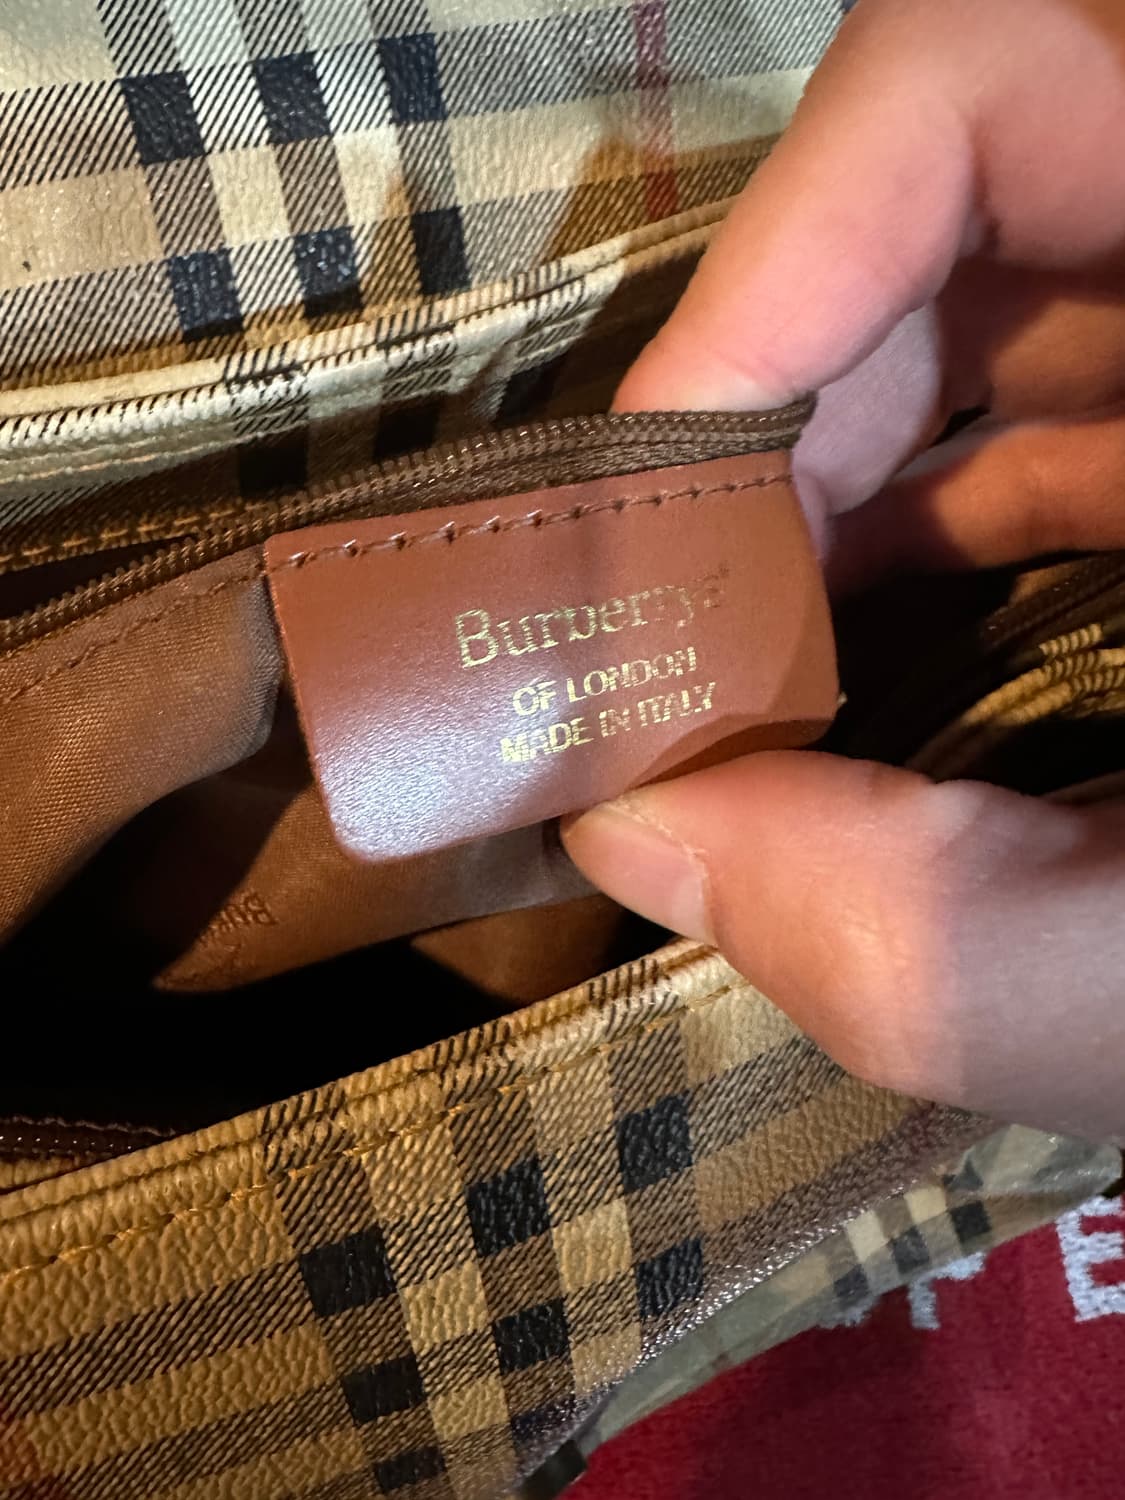 Burberrys®
OF LONDON
MADE IN ITALY